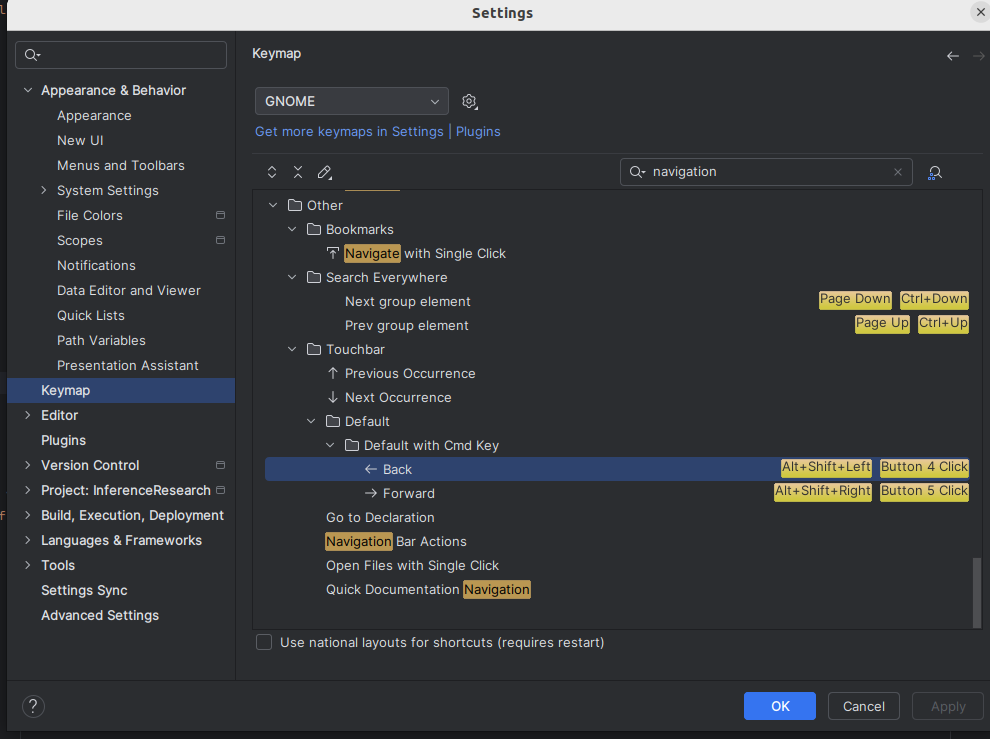 Settings
Keymap
Appearance & Behavior
Appearance
New UI
Menus and Toolbars
System Settings
File Colors
Scopes
Notifications
Data Editor and Viewer
Quick Lists
Path Variables
Presentation Assistant
Keymap
Editor
Plugins
Version Control
Project: InferenceResearch
Build, Execution, Deployment
Languages & Frameworks
Tools
Settings Sync
Advanced Settings
GNOME
Get more keymaps in Settings | Plugins
navigation
Other
Bookmarks
Navigate with Single Click
Search Everywhere
Next group element Page Down Ctrl+Down
Prev group element Page Up Ctrl+Up
Touchbar
Previous Occurrence
Next Occurrence
Default
Default with Cmd Key
Back Alt+Shift+Left Button 4 Click
Forward Alt+Shift+Right Button 5 Click
Go to Declaration
Navigation Bar Actions
Open Files with Single Click
Quick Documentation Navigation
Use national layouts for shortcuts (requires restart)
?
OK Cancel Apply